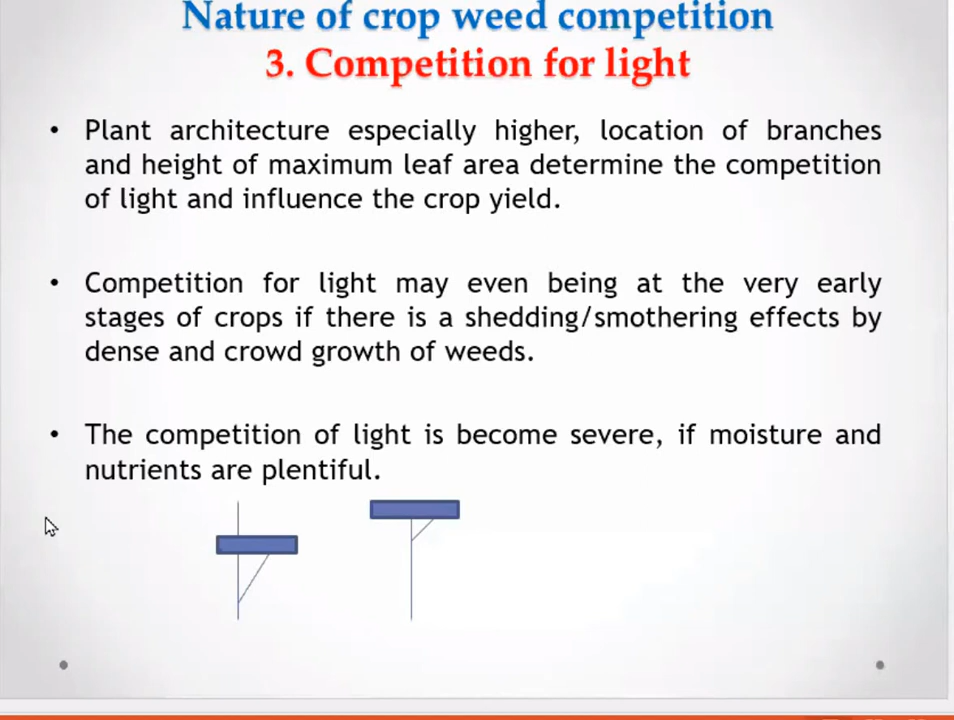 Nature of crop weed competition
3. Competition for light
• Plant architecture especially higher, location of branches
and height of maximum leaf area determine the competition
of light and influence the crop yield.
• Competition for light may even being at the very early
stages of crops if there is a shedding/smothering effects by
dense and crowd growth of weeds.
• The competition of light is become severe, if moisture and
nutrients are plentiful.